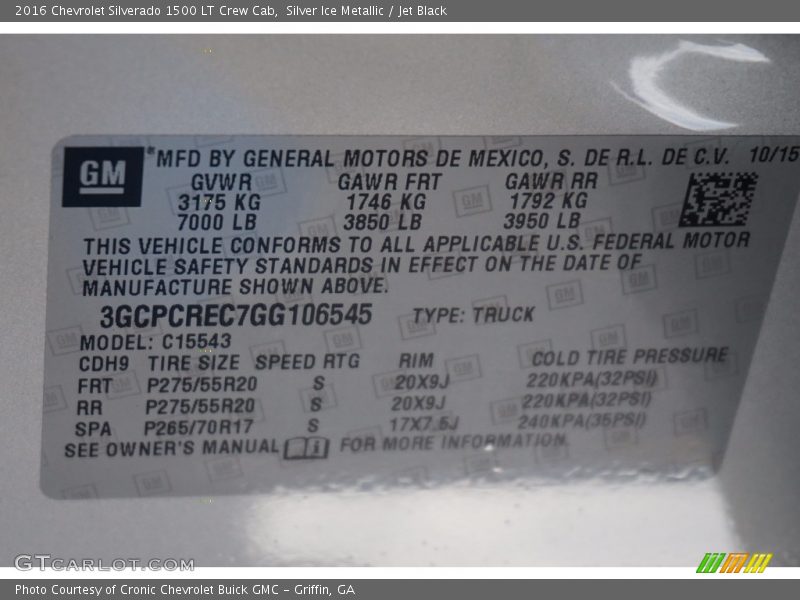 2016 Chevrolet Silverado 1500 LT Crew Cab, Silver Ice Metallic / Jet Black
GM
*MFD BY GENERAL MOTORS DE MEXICO, S. DE R.L. DE C.V. 10/15
GVWR GAWR FRT GAWR RR
3175 KG 1746 KG 1792 KG
7000 LB 3850 LB 3950 LB
THIS VEHICLE CONFORMS TO ALL APPLICABLE U.S. FEDERAL MOTOR
VEHICLE SAFETY STANDARDS IN EFFECT ON THE DATE OF
MANUFACTURE SHOWN ABOVE.
3GCPCREC7GG106545 TYPE: TRUCK
MODEL: C15543
CDH9 TIRE SIZE SPEED RTG RIM COLD TIRE PRESSURE
FRT P275/55R20 S 20X9J 220KPA(32PSI)
RR P275/55R20 S 20X9J 220KPA(32PSI)
SPA P265/70R17 S 17X7.5J 240KPA(35PSI)
SEE OWNER'S MANUAL i FOR MORE INFORMATION.
GTCARLOT.COM
Photo Courtesy of Cronic Chevrolet Buick GMC - Griffin, GA